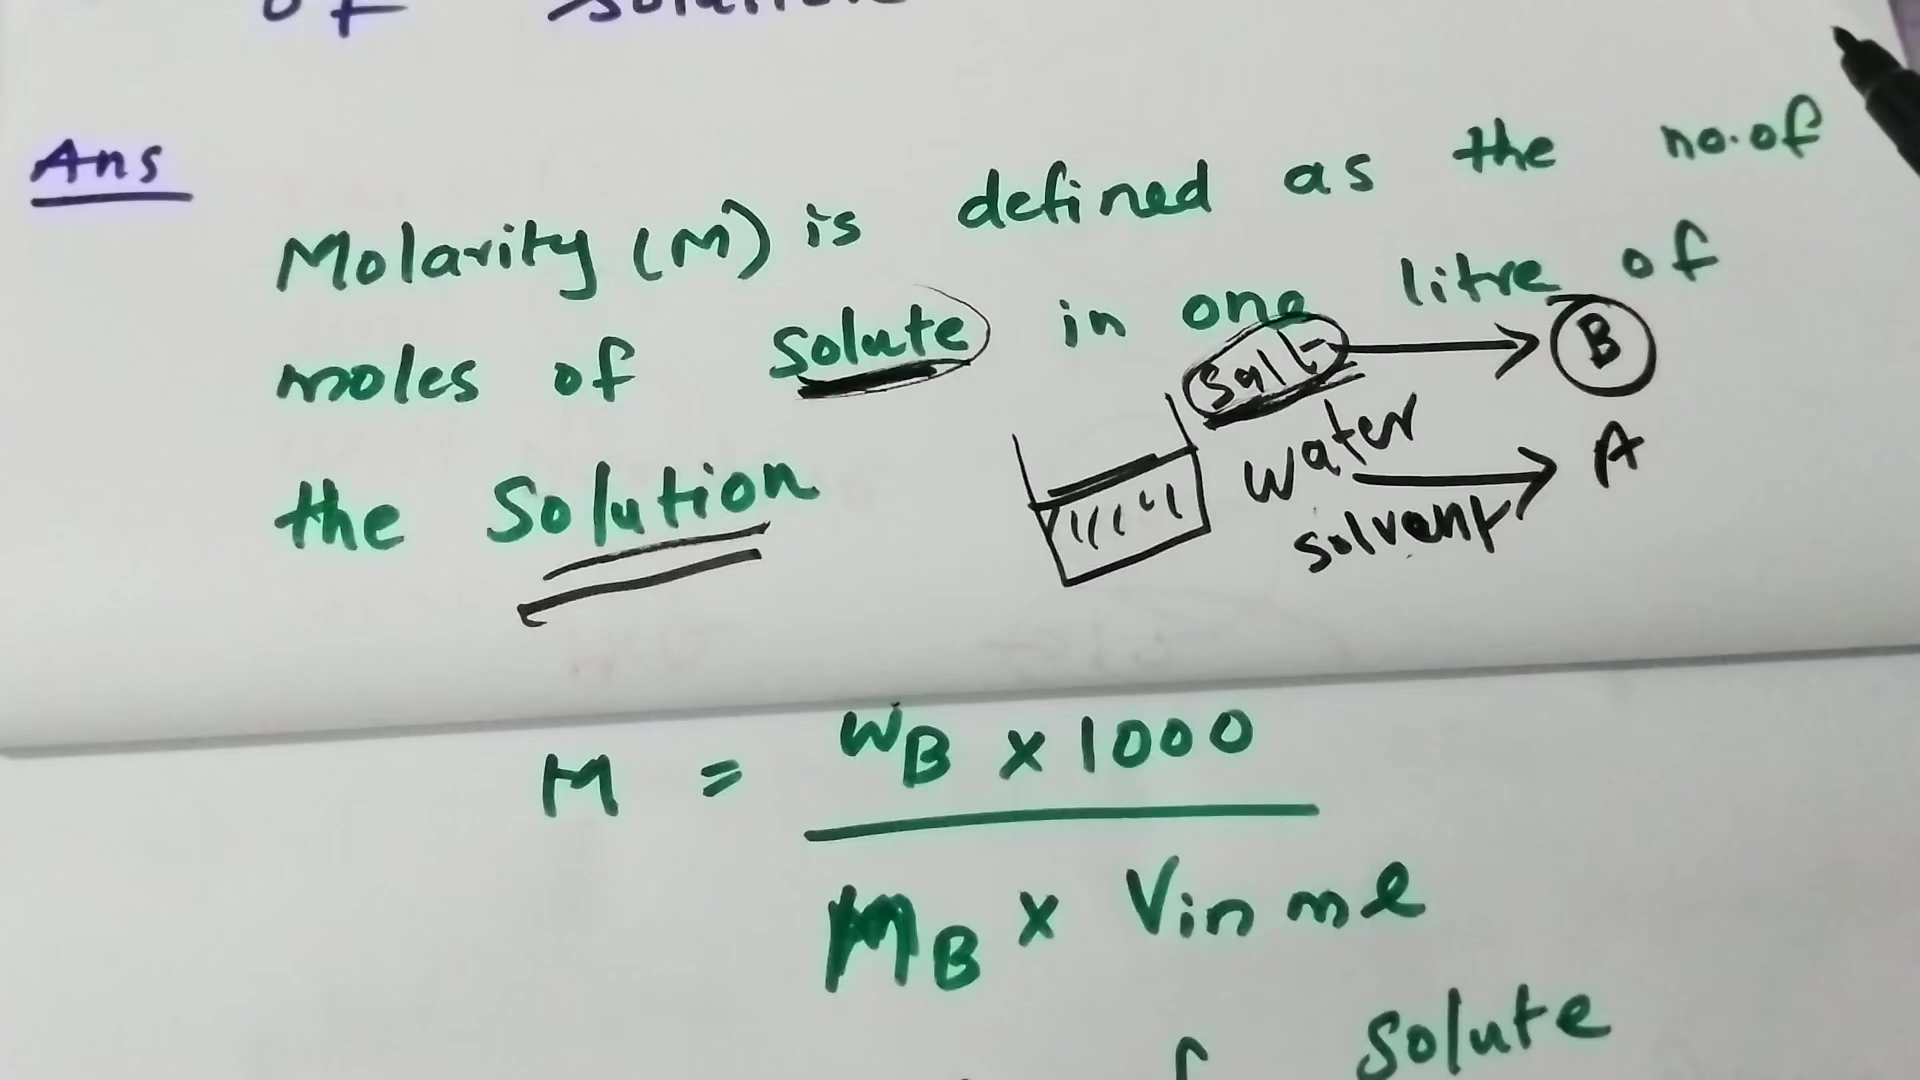 of
Ans
Molarity (M) is defined as the no. of
moles of solute in one litre of
the Solution
Salt → B
Water → A
solvent
M = WB × 1000
MB × V in ml
solute